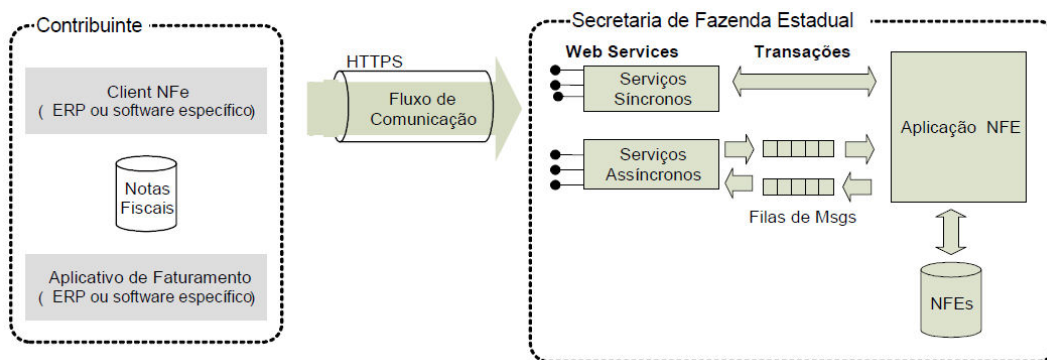 Contribuinte
Client NFe
( ERP ou software específico)
Notas
Fiscais
Aplicativo de Faturamento
( ERP ou software específico)
HTTPS
Fluxo de
Comunicação
Secretaria de Fazenda Estadual
Web Services
Transações
Serviços
Síncronos
Serviços
Assíncronos
Filas de Msgs
Aplicação NFE
NFEs